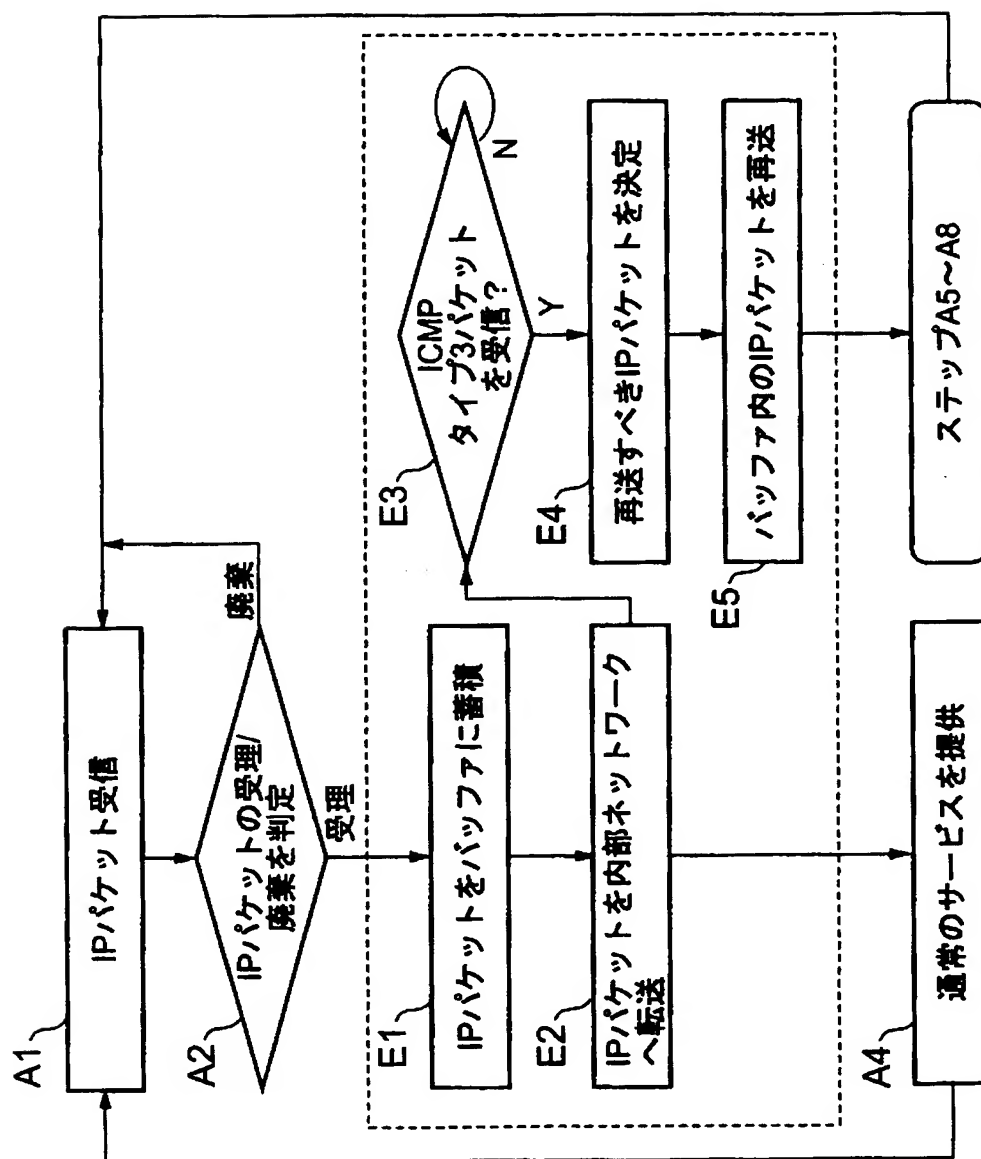 A1
IPパケット受信
A2
IPパケットの受理/
廃棄を判定
廃棄
受理
E1
IPパケットをバッファに蓄積
E2
IPパケットを内部ネットワーク
へ転送
E3
ICMP
タイプ3パケット
を受信?
N
Y
E4
再送すべきIPパケットを決定
E5
バッファ内のIPパケットを再送
A4
通常のサービスを提供
ステップA5~A8